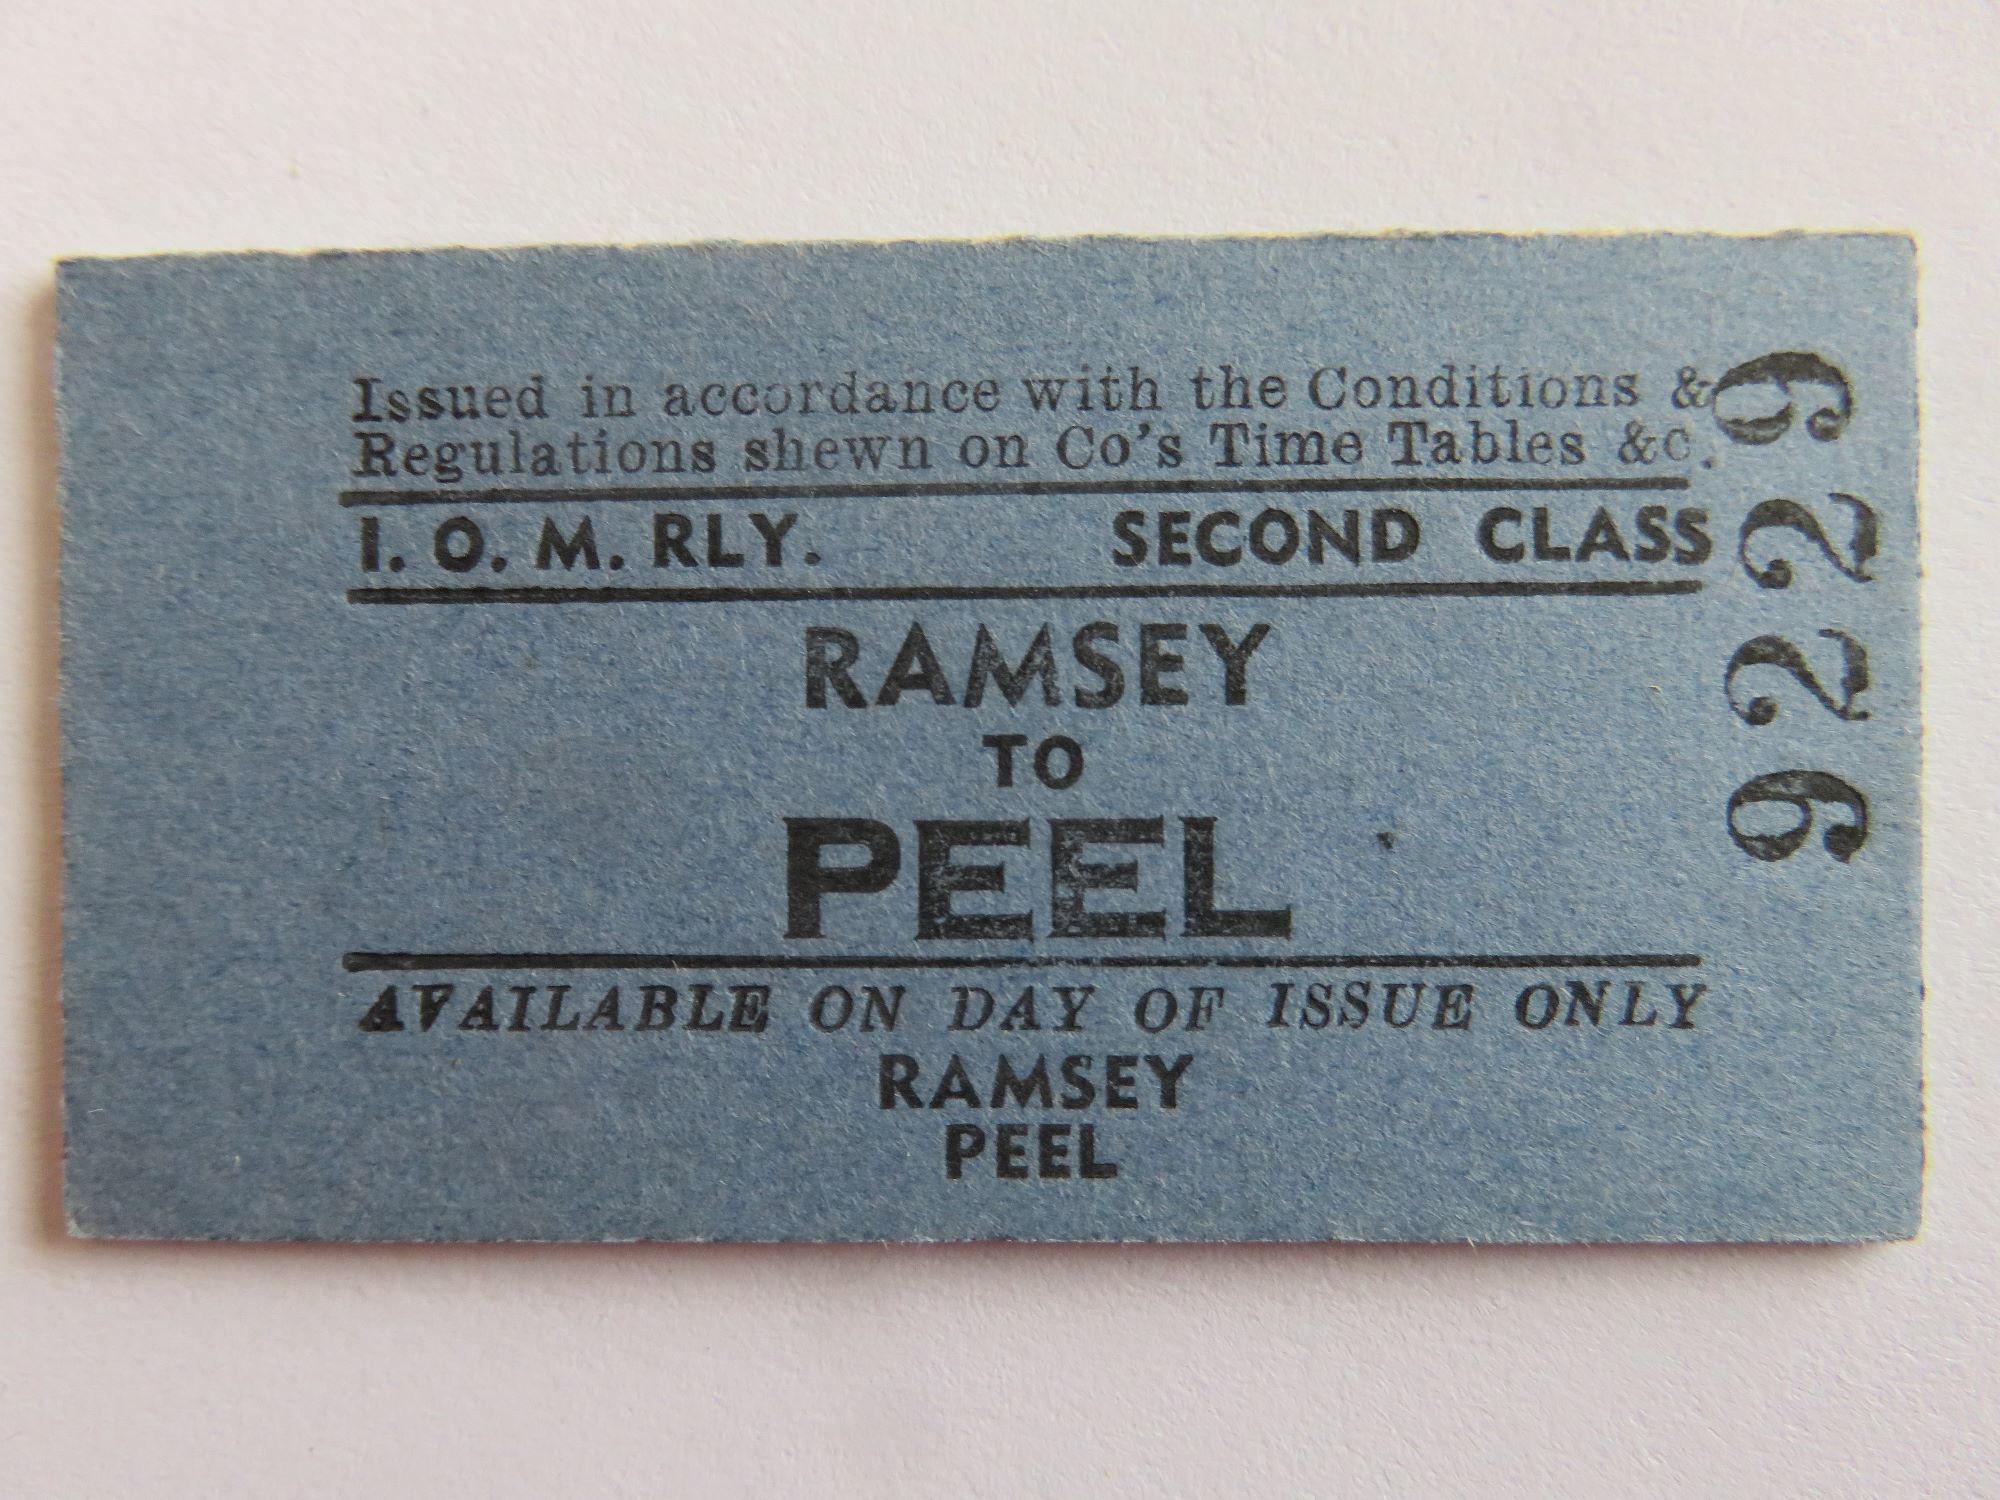 Issued in accordance with the Conditions &
Regulations shewn on Co's Time Tables &c.
I. O. M. RLY. SECOND CLASS
RAMSEY
TO
PEEL
AVAILABLE ON DAY OF ISSUE ONLY
RAMSEY
PEEL
9229